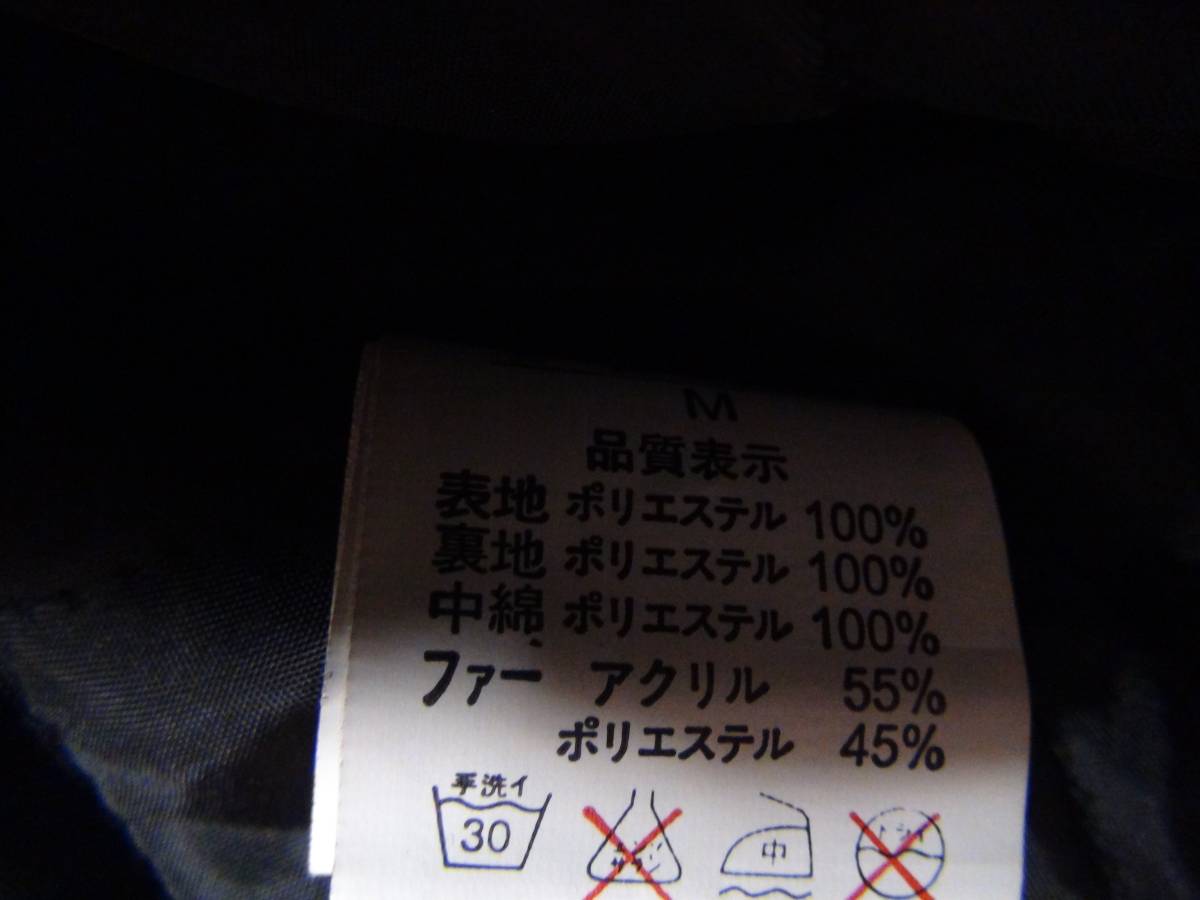 M
品質表示
表地 ポリエステル 100%
裏地 ポリエステル 100%
中綿 ポリエステル 100%
ファー アクリル 55%
ポリエステル 45%
手洗イ
30
中